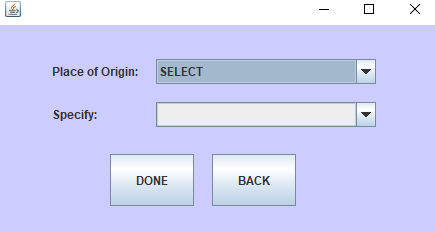 Place of Origin: SELECT
Specify:
DONE BACK